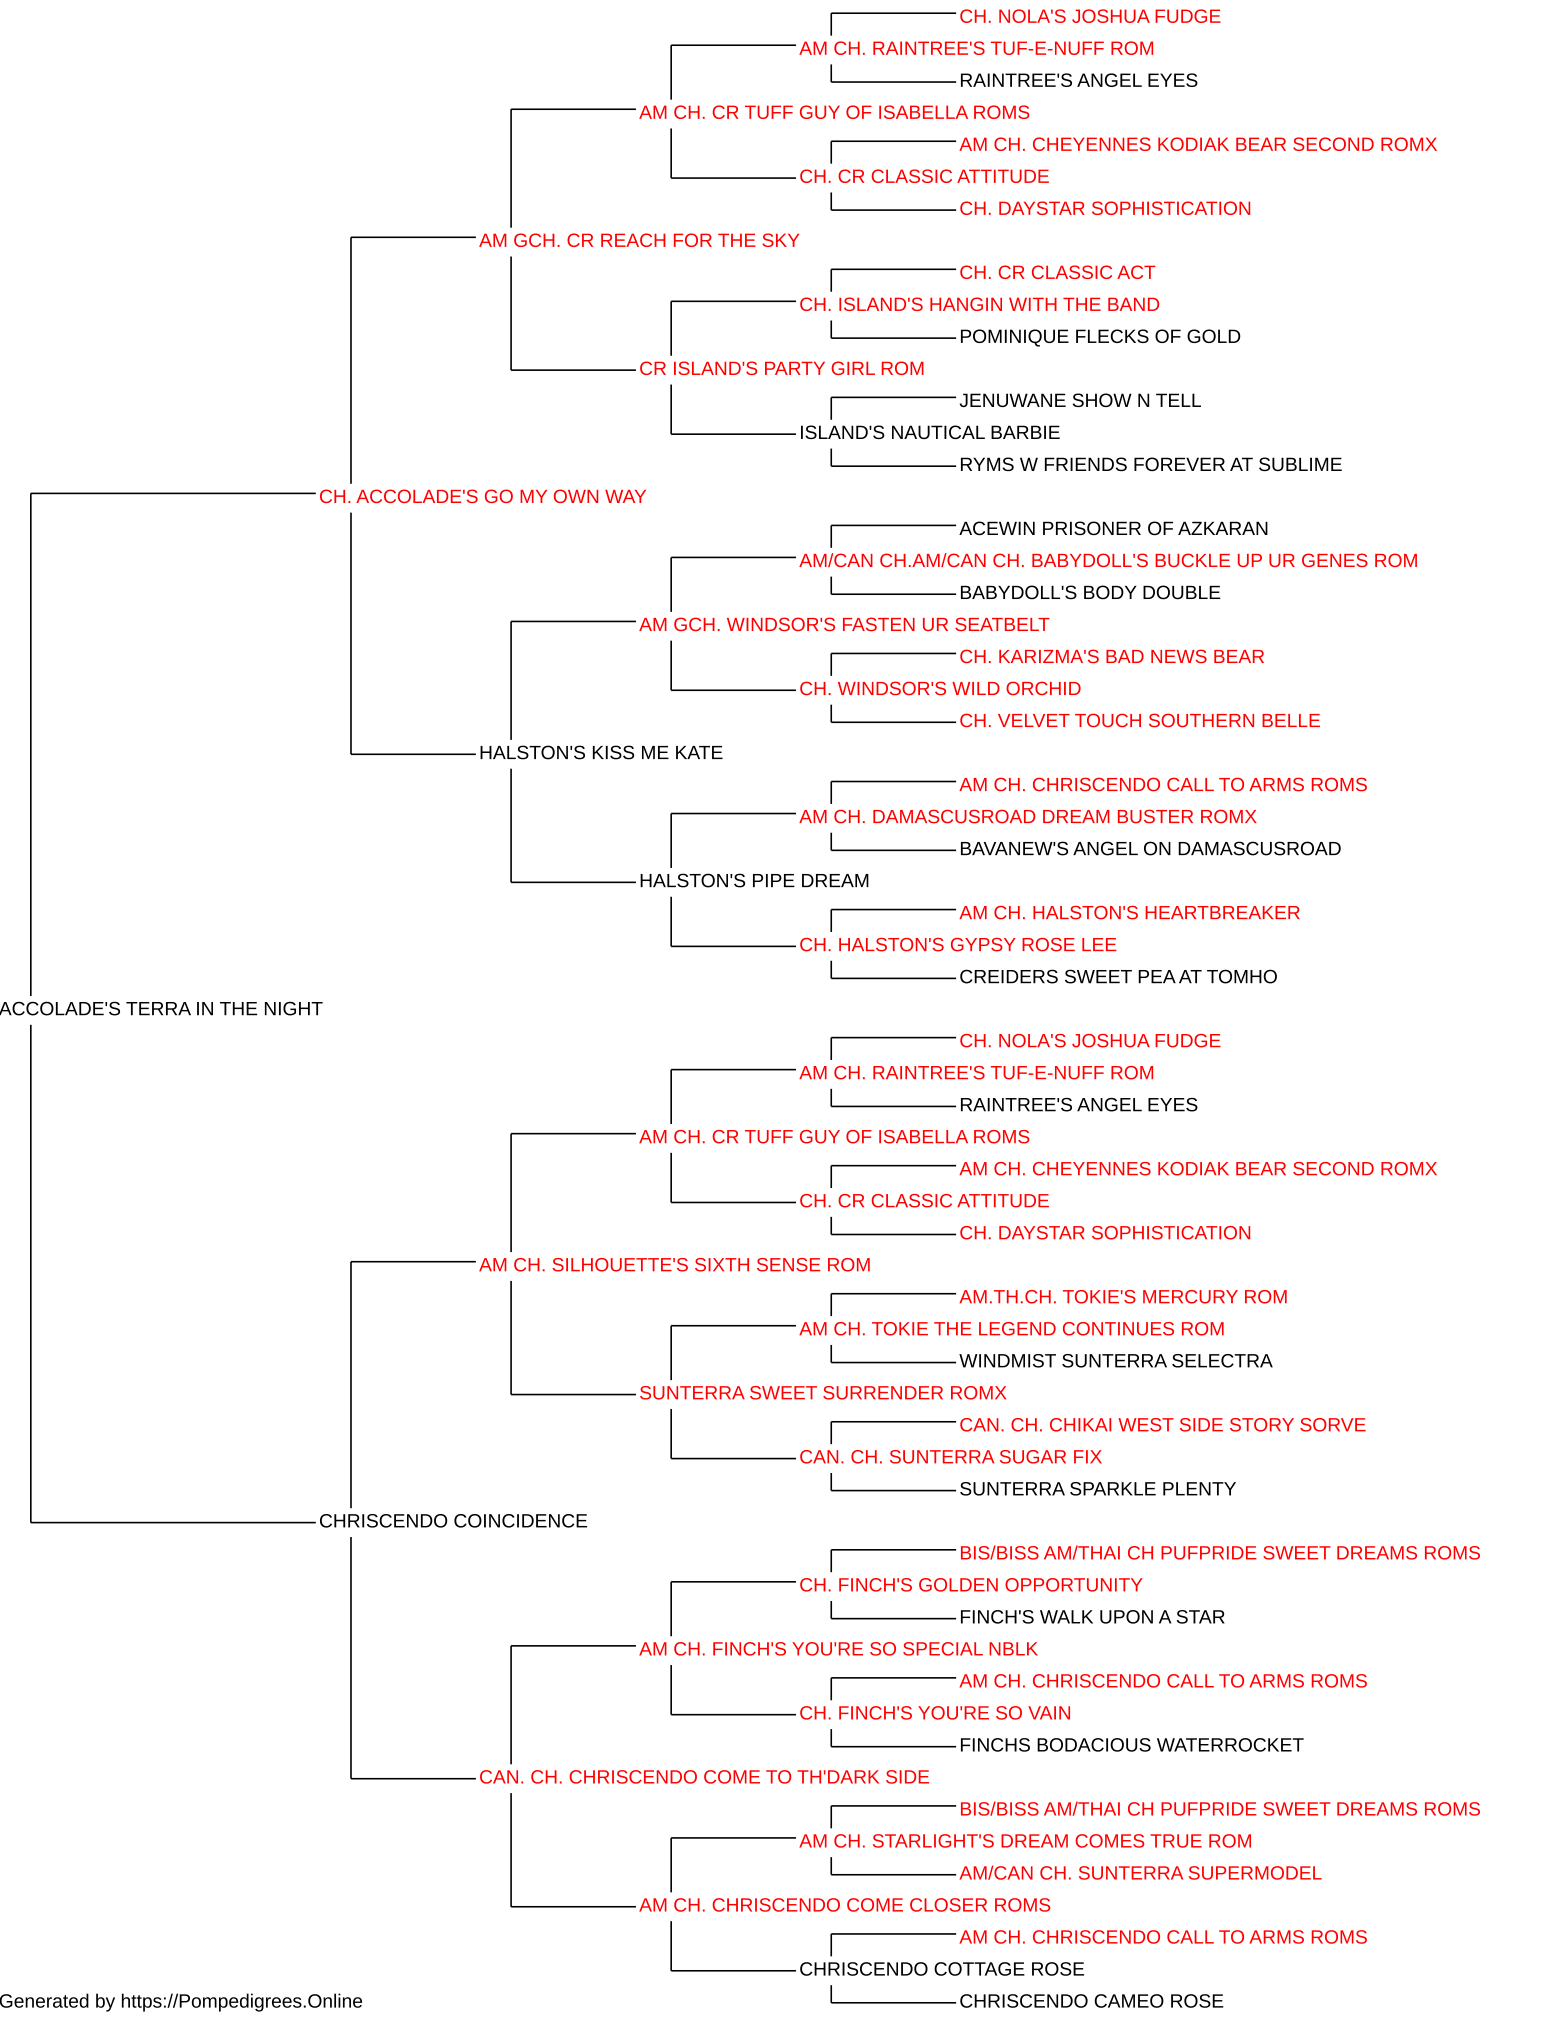 CH. NOLA'S JOSHUA FUDGE
AM CH. RAINTREE'S TUF-E-NUFF ROM
RAINTREE'S ANGEL EYES
AM CH. CR TUFF GUY OF ISABELLA ROMS
AM CH. CHEYENNES KODIAK BEAR SECOND ROMX
CH. CR CLASSIC ATTITUDE
CH. DAYSTAR SOPHISTICATION
AM GCH. CR REACH FOR THE SKY
CH. CR CLASSIC ACT
CH. ISLAND'S HANGIN WITH THE BAND
POMINIQUE FLECKS OF GOLD
CR ISLAND'S PARTY GIRL ROM
JENUWANE SHOW N TELL
ISLAND'S NAUTICAL BARBIE
RYMS W FRIENDS FOREVER AT SUBLIME
CH. ACCOLADE'S GO MY OWN WAY
ACEWIN PRISONER OF AZKARAN
AM/CAN CH.AM/CAN CH. BABYDOLL'S BUCKLE UP UR GENES ROM
BABYDOLL'S BODY DOUBLE
AM GCH. WINDSOR'S FASTEN UR SEATBELT
CH. KARIZMA'S BAD NEWS BEAR
CH. WINDSOR'S WILD ORCHID
CH. VELVET TOUCH SOUTHERN BELLE
HALSTON'S KISS ME KATE
AM CH. CHRISCENDO CALL TO ARMS ROMS
AM CH. DAMASCUSROAD DREAM BUSTER ROMX
BAVANEW'S ANGEL ON DAMASCUSROAD
HALSTON'S PIPE DREAM
AM CH. HALSTON'S HEARTBREAKER
CH. HALSTON'S GYPSY ROSE LEE
CREIDERS SWEET PEA AT TOMHO
ACCOLADE'S TERRA IN THE NIGHT
CH. NOLA'S JOSHUA FUDGE
AM CH. RAINTREE'S TUF-E-NUFF ROM
RAINTREE'S ANGEL EYES
AM CH. CR TUFF GUY OF ISABELLA ROMS
AM CH. CHEYENNES KODIAK BEAR SECOND ROMX
CH. CR CLASSIC ATTITUDE
CH. DAYSTAR SOPHISTICATION
AM CH. SILHOUETTE'S SIXTH SENSE ROM
AM.TH.CH. TOKIE'S MERCURY ROM
AM CH. TOKIE THE LEGEND CONTINUES ROM
WINDMIST SUNTERRA SELECTRA
SUNTERRA SWEET SURRENDER ROMX
CAN. CH. CHIKAI WEST SIDE STORY SORVE
CAN. CH. SUNTERRA SUGAR FIX
SUNTERRA SPARKLE PLENTY
CHRISCENDO COINCIDENCE
BIS/BISS AM/THAI CH PUFPRIDE SWEET DREAMS ROMS
CH. FINCH'S GOLDEN OPPORTUNITY
FINCH'S WALK UPON A STAR
AM CH. FINCH'S YOU'RE SO SPECIAL NBLK
AM CH. CHRISCENDO CALL TO ARMS ROMS
CH. FINCH'S YOU'RE SO VAIN
FINCHS BODACIOUS WATERROCKET
CAN. CH. CHRISCENDO COME TO TH'DARK SIDE
BIS/BISS AM/THAI CH PUFPRIDE SWEET DREAMS ROMS
AM CH. STARLIGHT'S DREAM COMES TRUE ROM
AM/CAN CH. SUNTERRA SUPERMODEL
AM CH. CHRISCENDO COME CLOSER ROMS
AM CH. CHRISCENDO CALL TO ARMS ROMS
CHRISCENDO COTTAGE ROSE
CHRISCENDO CAMEO ROSE
Generated by https://Pompedigrees.Online